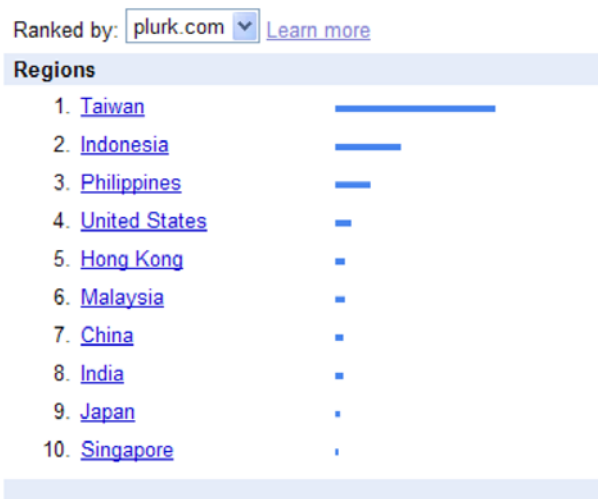 Ranked by: plurk.com Learn more
Regions
1. Taiwan
2. Indonesia
3. Philippines
4. United States
5. Hong Kong
6. Malaysia
7. China
8. India
9. Japan
10. Singapore